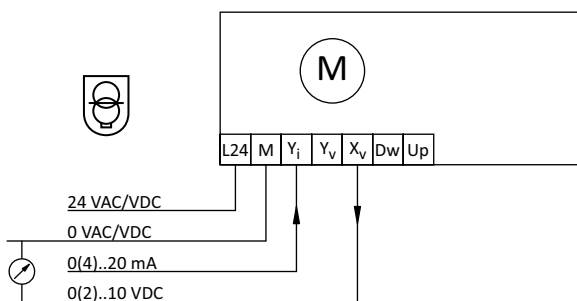 M
L24 M Yi Yv Xv Dw Up
24 VAC/VDC
0 VAC/VDC
0(4)..20 mA
0(2)..10 VDC